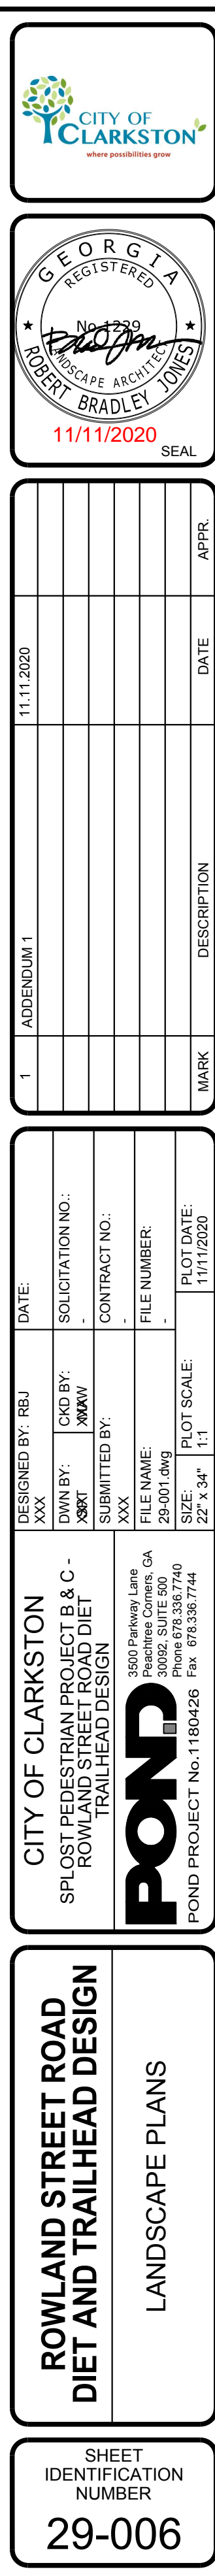 CITY OF
CLARKSTON
where possibilities grow
GEORGIA
REGISTERED
No.1229
LANDSCAPE ARCHITECT
ROBERT BRADLEY JONES
11/11/2020
SEAL
1 ADDENDUM 1 11.11.2020
MARK DESCRIPTION DATE APPR.
DESIGNED BY: RBJ
XXX
DATE:
DWN BY:
CKD BY:
SOLICITATION NO.:
-
SUBMITTED BY:
XXX
CONTRACT NO.:
-
FILE NAME:
29-001.dwg
FILE NUMBER:
-
SIZE:
22" x 34"
PLOT SCALE:
1:1
PLOT DATE:
11/11/2020
CITY OF CLARKSTON
SPLOST PEDESTRIAN PROJECT B & C -
ROWLAND STREET ROAD DIET
TRAILHEAD DESIGN
POND
3500 Parkway Lane
Peachtree Corners, GA
30092, SUITE 500
Phone 678.336.7740
Fax 678.336.7744
POND PROJECT No.1180426
ROWLAND STREET ROAD
DIET AND TRAILHEAD DESIGN
LANDSCAPE PLANS
SHEET
IDENTIFICATION
NUMBER
29-006